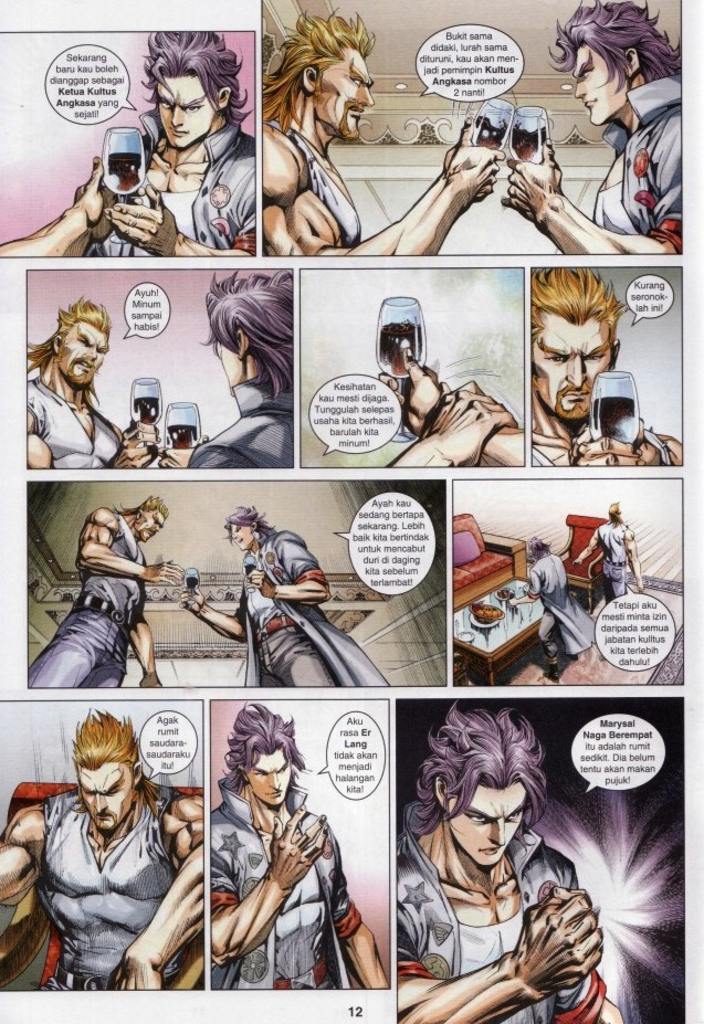 Sekarang
baru kau boleh
dianggap sebagai
Ketua Kultus
Angkasa yang
sejati!
Bukit sama
didaki, lurah sama
dituruni, kau akan men-
jadi pemimpin Kultus
Angkasa nombor
2 nanti!
Ayuh!
Minum
sampai
habis!
Kesihatan
kau mesti dijaga.
Tunggulah selepas
usaha kita berhasil,
barulah kita
minum!
Kurang
seronok-
lah ini!
Ayah kau
sedang bertapa
sekarang. Lebih
baik kita bertindak
untuk mencabut
duri di daging
kita sebelum
terlambat!
Tetapi aku
mesti minta izin
daripada semua
jabatan kulltus
terlebih
dahulu!
Agak
rumit
saudara-
saudaraku
itu!
Aku
rasa Er
Lang
tidak akan
menjadi
halangan
kita!
Marysal
Naga Berempat
itu adalah rumit
sedikit. Dia belum
tentu akan makan
pujuk!
12